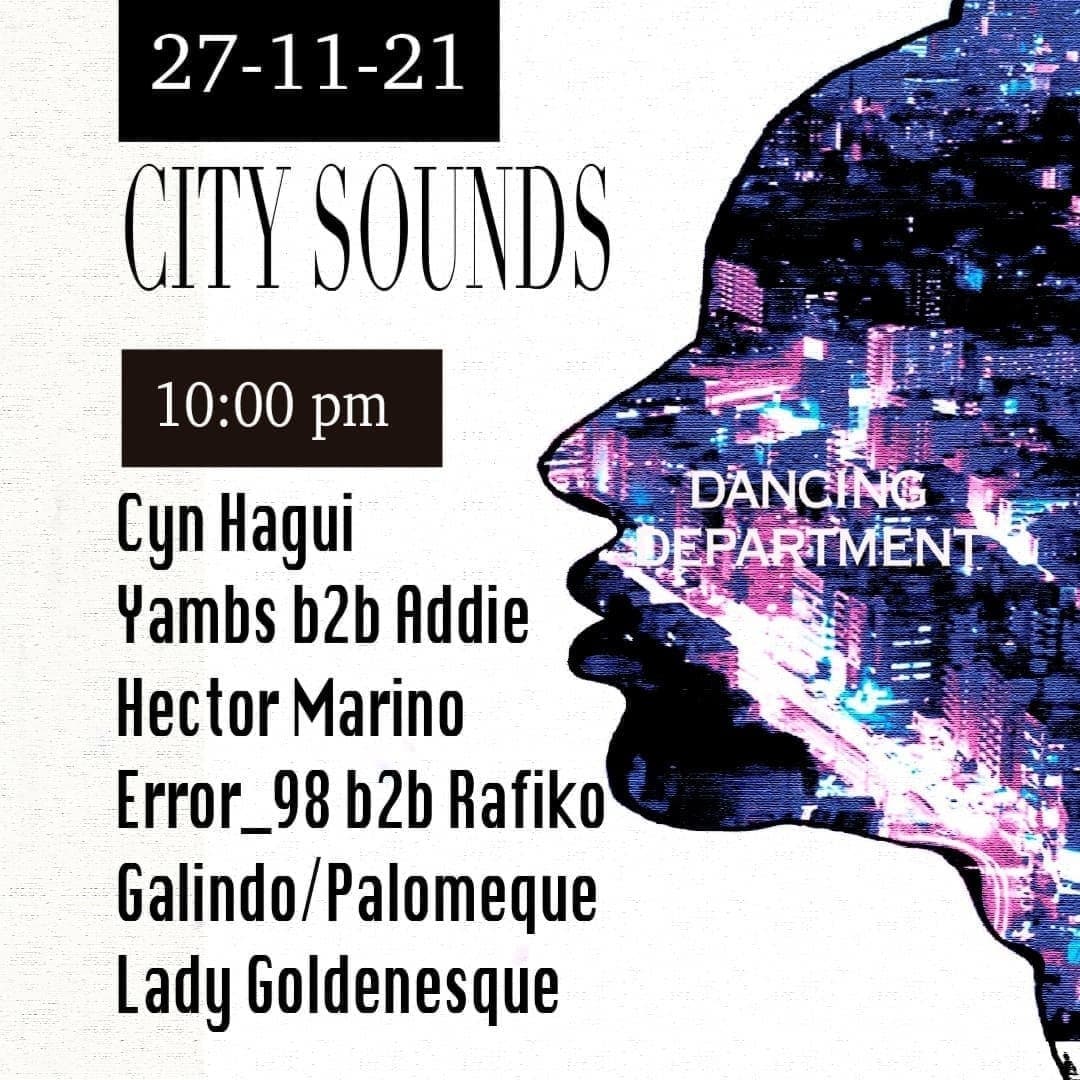 27-11-21
CITY SOUNDS
10:00 pm
Cyn Hagui
Yambs b2b Addie
Hector Marino
Error_98 b2b Rafiko
Galindo/Palomeque
Lady Goldenesque
DANCING
DEPARTMENT